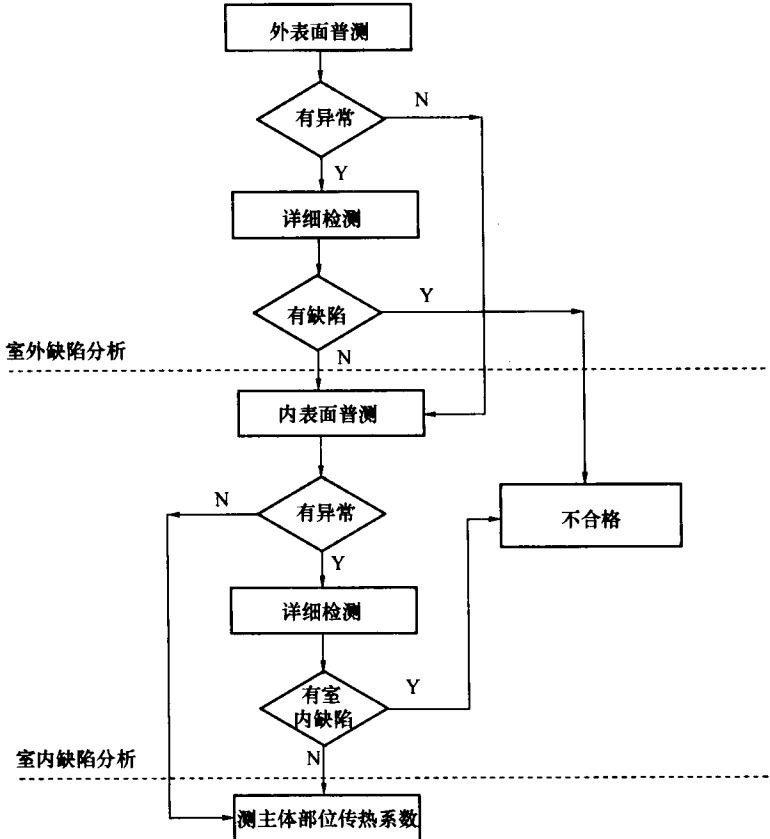 外表面普测
有异常
N
Y
详细检测
有缺陷
Y
室外缺陷分析
N
内表面普测
N
有异常
不合格
Y
详细检测
有室
内缺陷
Y
室内缺陷分析
N
测主体部位传热系数